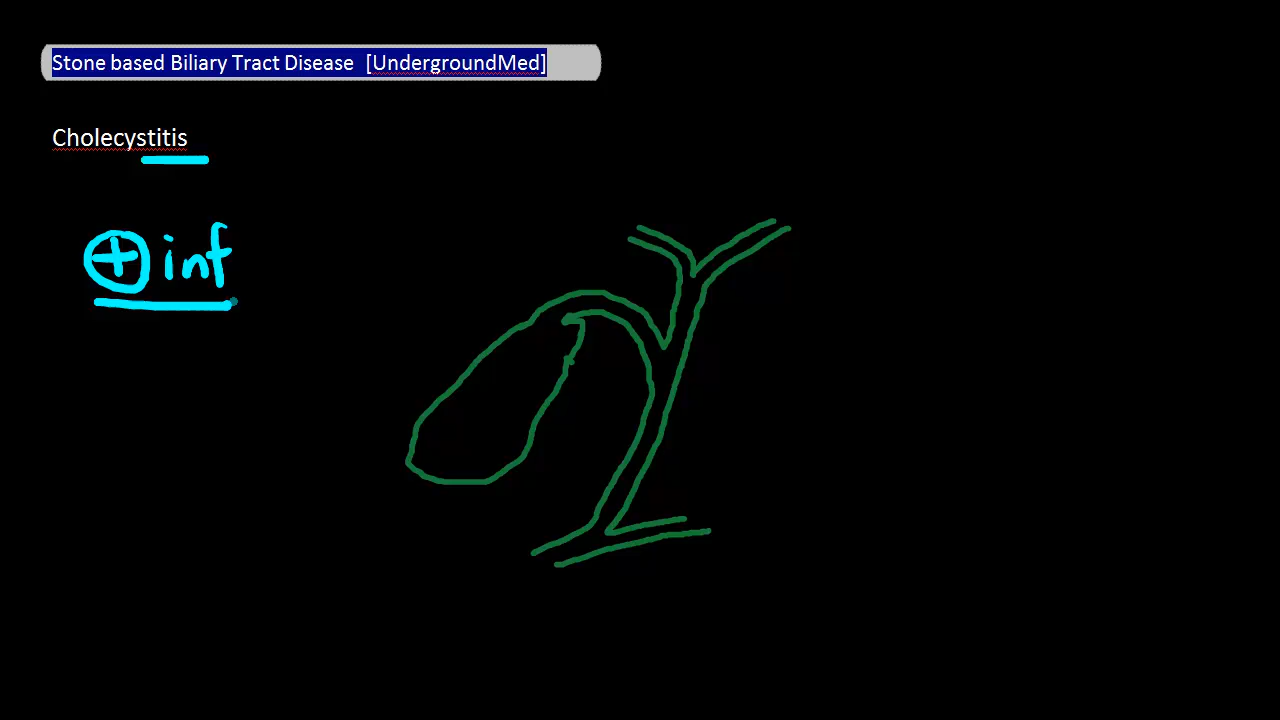 Stone based Biliary Tract Disease [UndergroundMed]
Cholecystitis
⊕ inf